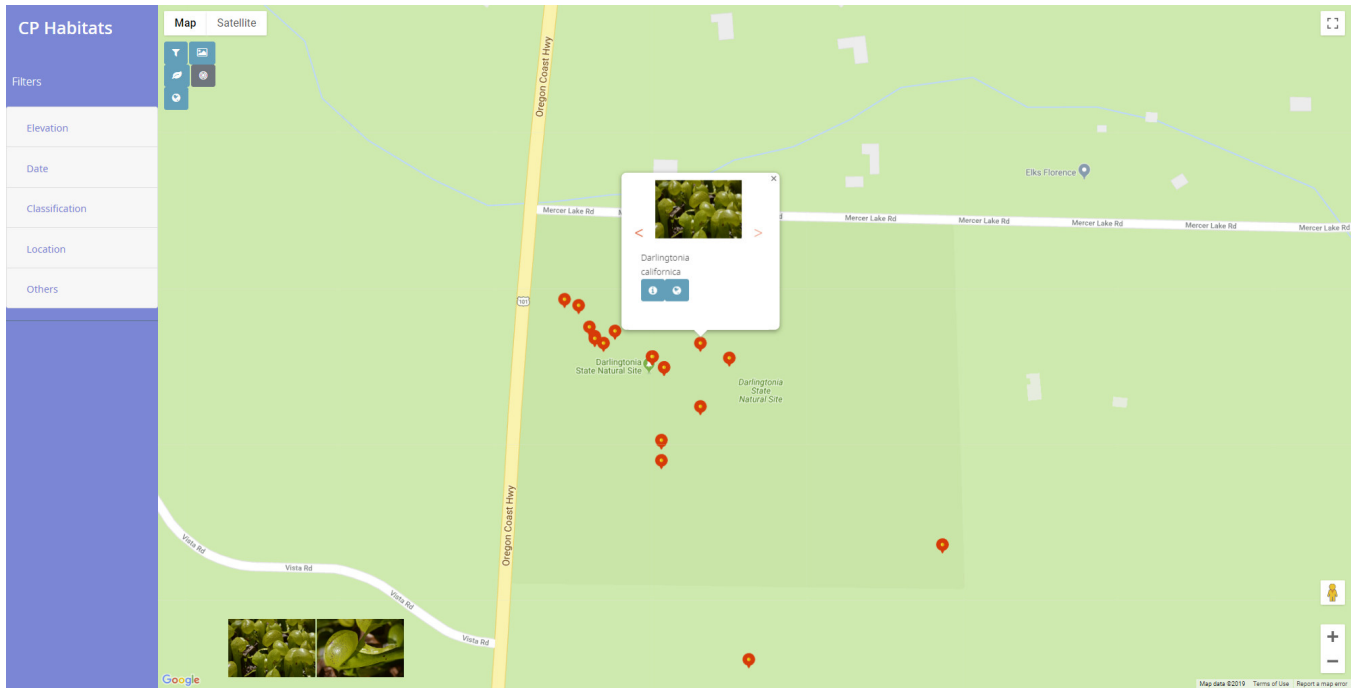 CP Habitats
Filters
Elevation
Date
Classification
Location
Others
Map Satellite
Oregon Coast Hwy
Elks Florence
Mercer Lake Rd
Mercer Lake Rd
Mercer Lake Rd
Mercer Lake Rd
Mercer Lake Rd
Mercer Lake Rd
×
< >
Darlingtonia
californica
101
Darlingtonia
State Natural Site
Darlingtonia
State
Natural Site
Oregon Coast Hwy
Vista Rd
Vista Rd
Vista Rd
Vista Rd
+
−
Google
Map data ©2019 Terms of Use Report a map error